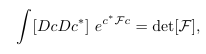 ∫[DcDc*] e^{c* 𝓕 c} = det[𝓕],